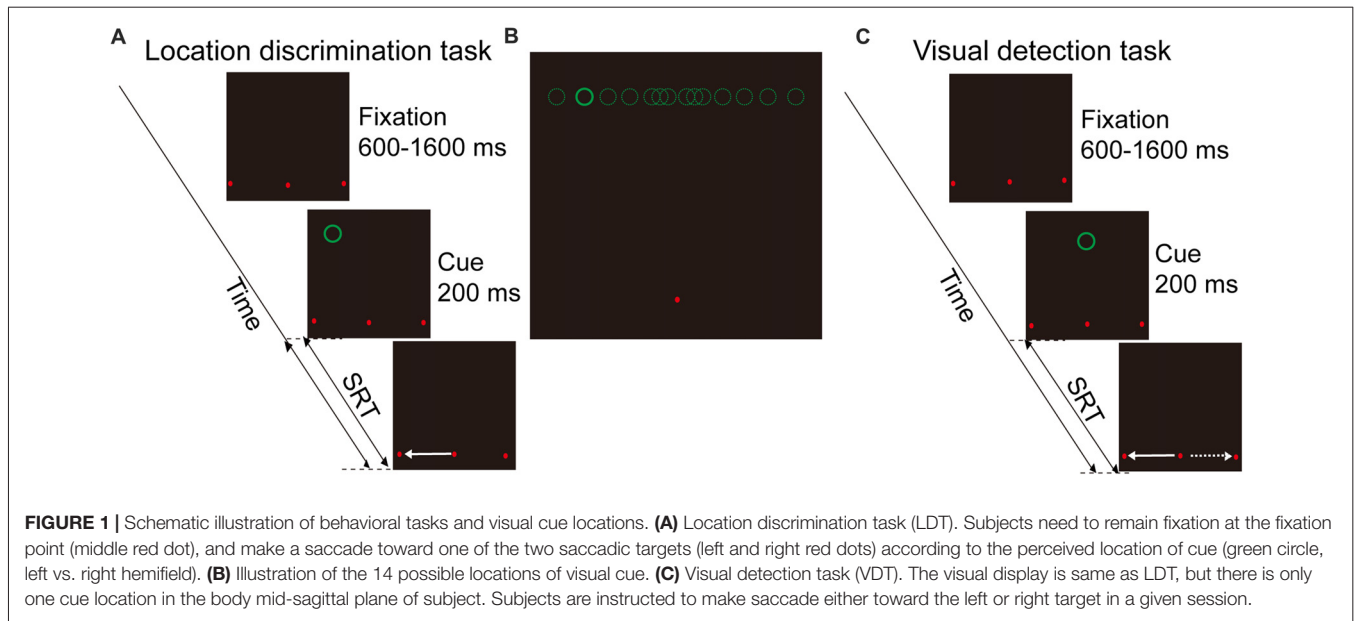 A
Location discrimination task
Fixation
600-1600 ms
Cue
200 ms
Time
SRT
B
C
Visual detection task
Fixation
600-1600 ms
Cue
200 ms
Time
SRT
FIGURE 1 | Schematic illustration of behavioral tasks and visual cue locations. (A) Location discrimination task (LDT). Subjects need to remain fixation at the fixation
point (middle red dot), and make a saccade toward one of the two saccadic targets (left and right red dots) according to the perceived location of cue (green circle,
left vs. right hemifield). (B) Illustration of the 14 possible locations of visual cue. (C) Visual detection task (VDT). The visual display is same as LDT, but there is only
one cue location in the body mid-sagittal plane of subject. Subjects are instructed to make saccade either toward the left or right target in a given session.